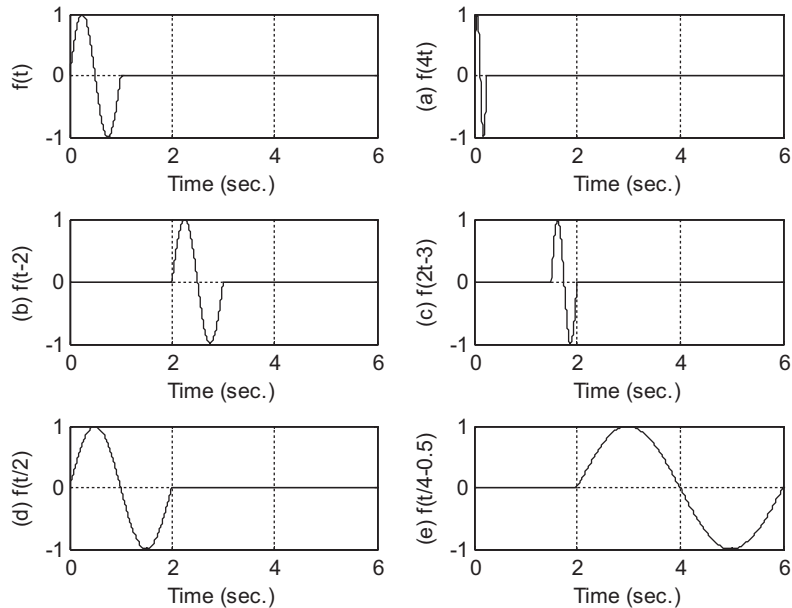 f(t)
1
0
-1
0 2 4 6
Time (sec.)
(a) f(4t)
1
0
-1
0 2 4 6
Time (sec.)
(b) f(t-2)
1
0
-1
0 2 4 6
Time (sec.)
(c) f(2t-3)
1
0
-1
0 2 4 6
Time (sec.)
(d) f(t/2)
1
0
-1
0 2 4 6
Time (sec.)
(e) f(t/4-0.5)
1
0
-1
0 2 4 6
Time (sec.)